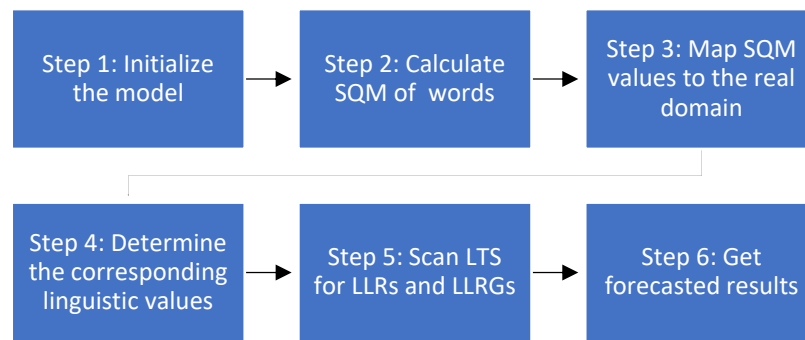 Step 1: Initialize
the model
Step 2: Calculate
SQM of  words
Step 3: Map SQM
values to the real
domain
Step 4: Determine
the corresponding
linguistic values
Step 5: Scan LTS
for LLRs and LLRGs
Step 6: Get
forecasted results